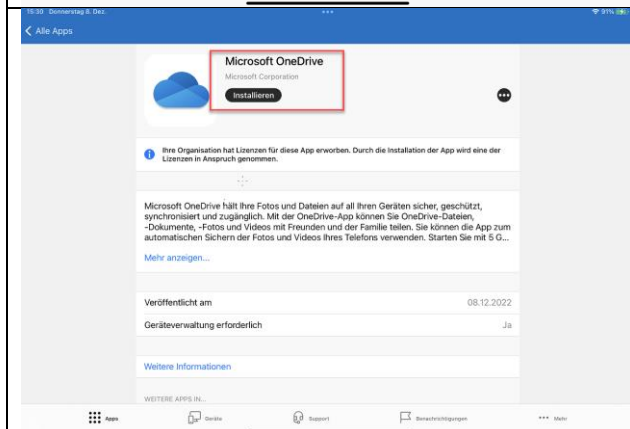 15:30 Donnerstag 8. Dez.
91%
Alle Apps
Microsoft OneDrive
Microsoft Corporation
Installieren
Ihre Organisation hat Lizenzen für diese App erworben. Durch die Installation der App wird eine der
Lizenzen in Anspruch genommen.
Microsoft OneDrive hält Ihre Fotos und Dateien auf all Ihren Geräten sicher, geschützt,
synchronisiert und zugänglich. Mit der OneDrive-App können Sie OneDrive-Dateien,
-Dokumente, -Fotos und Videos mit Freunden und der Familie teilen. Sie können die App zum
automatischen Sichern der Fotos und Videos Ihres Telefons verwenden. Starten Sie mit 5 G...
Mehr anzeigen...
Veröffentlicht am 08.12.2022
Geräteverwaltung erforderlich Ja
Weitere Informationen
WEITERE APPS IN...
Apps Geräte Support Benachrichtigungen Mehr